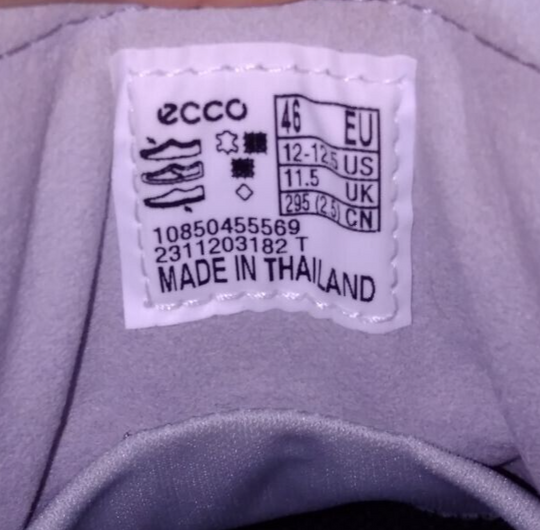 ecco
46 EU
12-12.5 US
11.5 UK
295 (2.5) CN
10850455569
2311203182 T
MADE IN THAILAND